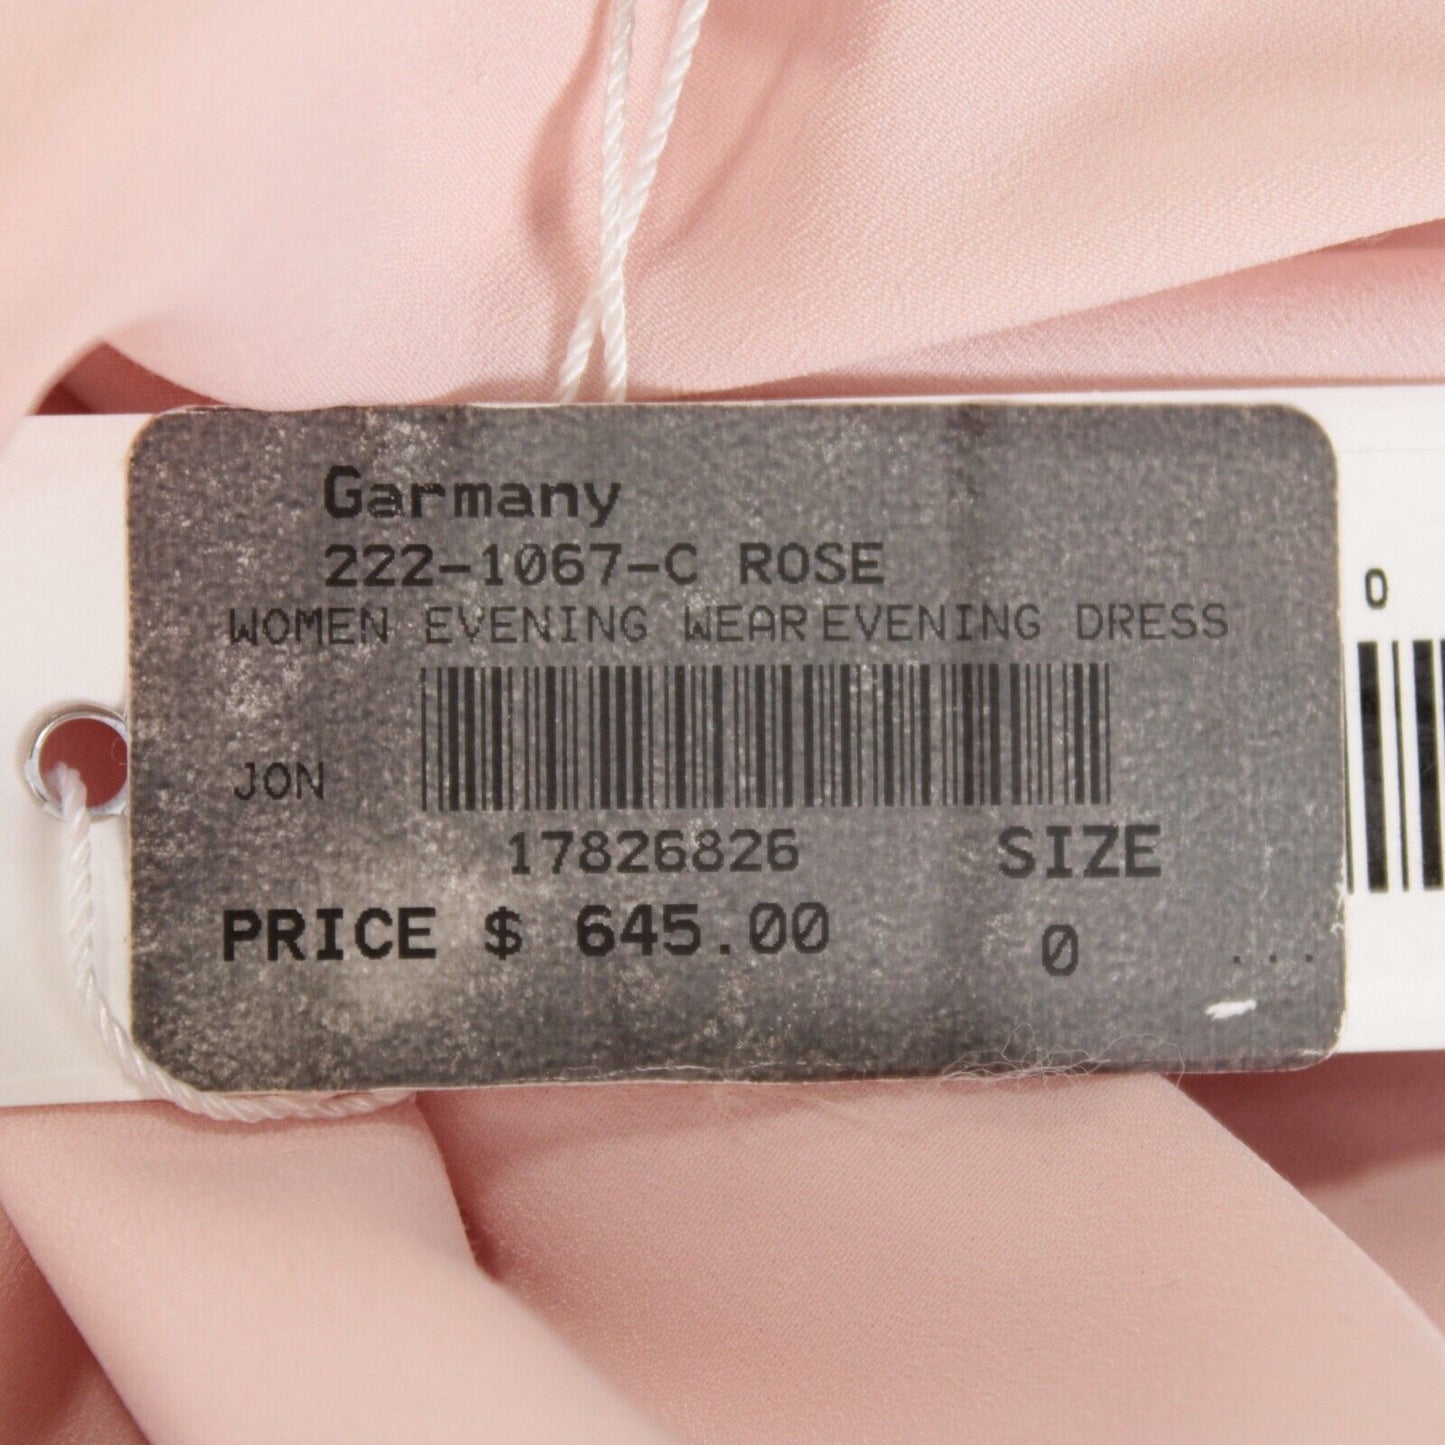 Garmany
222-1067-C ROSE
WOMEN EVENING WEAR EVENING DRESS
JON
17826826 SIZE
PRICE $ 645.00 0 ...
0